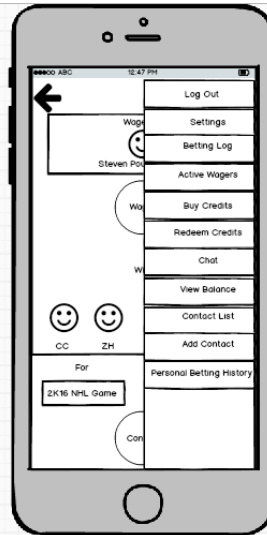 ABC 12:47 PM
Log Out
Settings
Betting Log
Active Wagers
Buy Credits
Redeem Credits
Chat
View Balance
Contact List
Add Contact
Personal Betting History
Steven
CC ZH
For
2K16 NHL Game